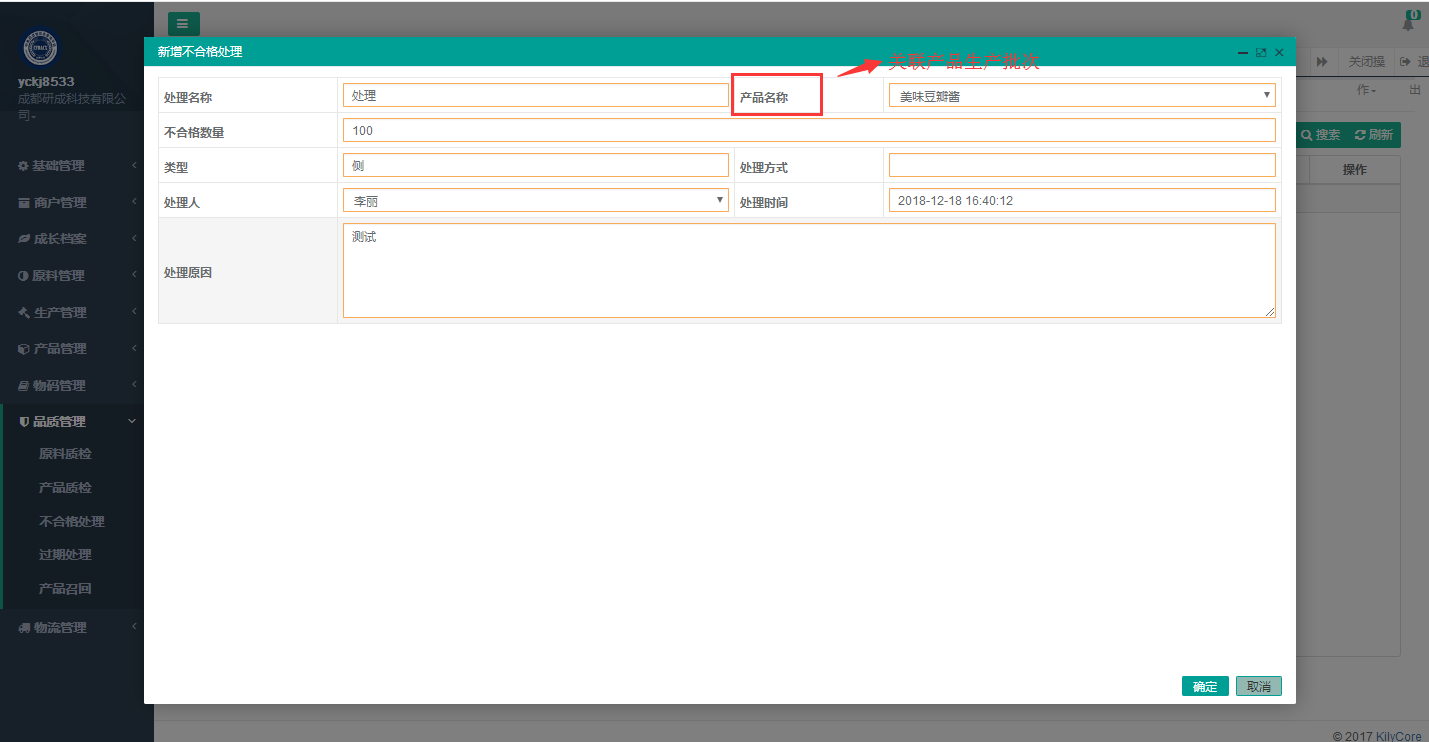 0
yckj8533
成都研成科技有限公
司
关闭操
作
退
出
基础管理
商户管理
成长档案
原料管理
生产管理
产品管理
物码管理
品质管理
原料质检
产品质检
不合格处理
过期处理
产品召回
物流管理
搜索
刷新
操作
新增不合格处理
关联产品生产批次
处理名称
处理
产品名称
美味豆瓣酱
不合格数量
100
类型
侧
处理方式
处理人
李丽
处理时间
2018-12-18 16:40:12
处理原因
测试
确定
取消
© 2017 KilyCore